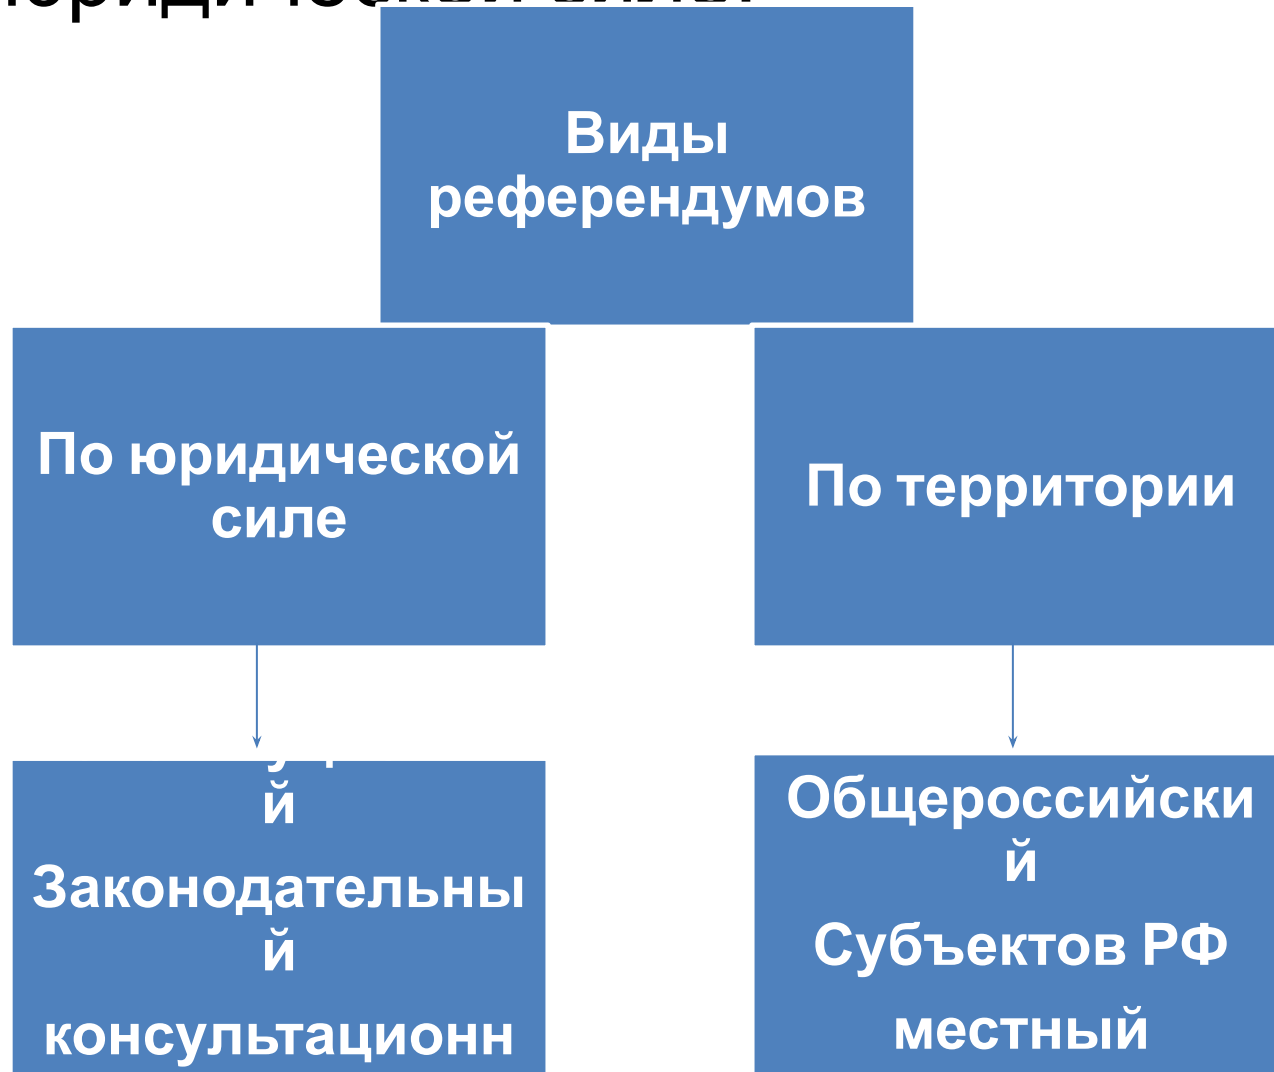 Виды
референдумов
По юридической
силе
По территории
й
Законодательны
й
консультационн
Общероссийски
й
Субъектов РФ
местный